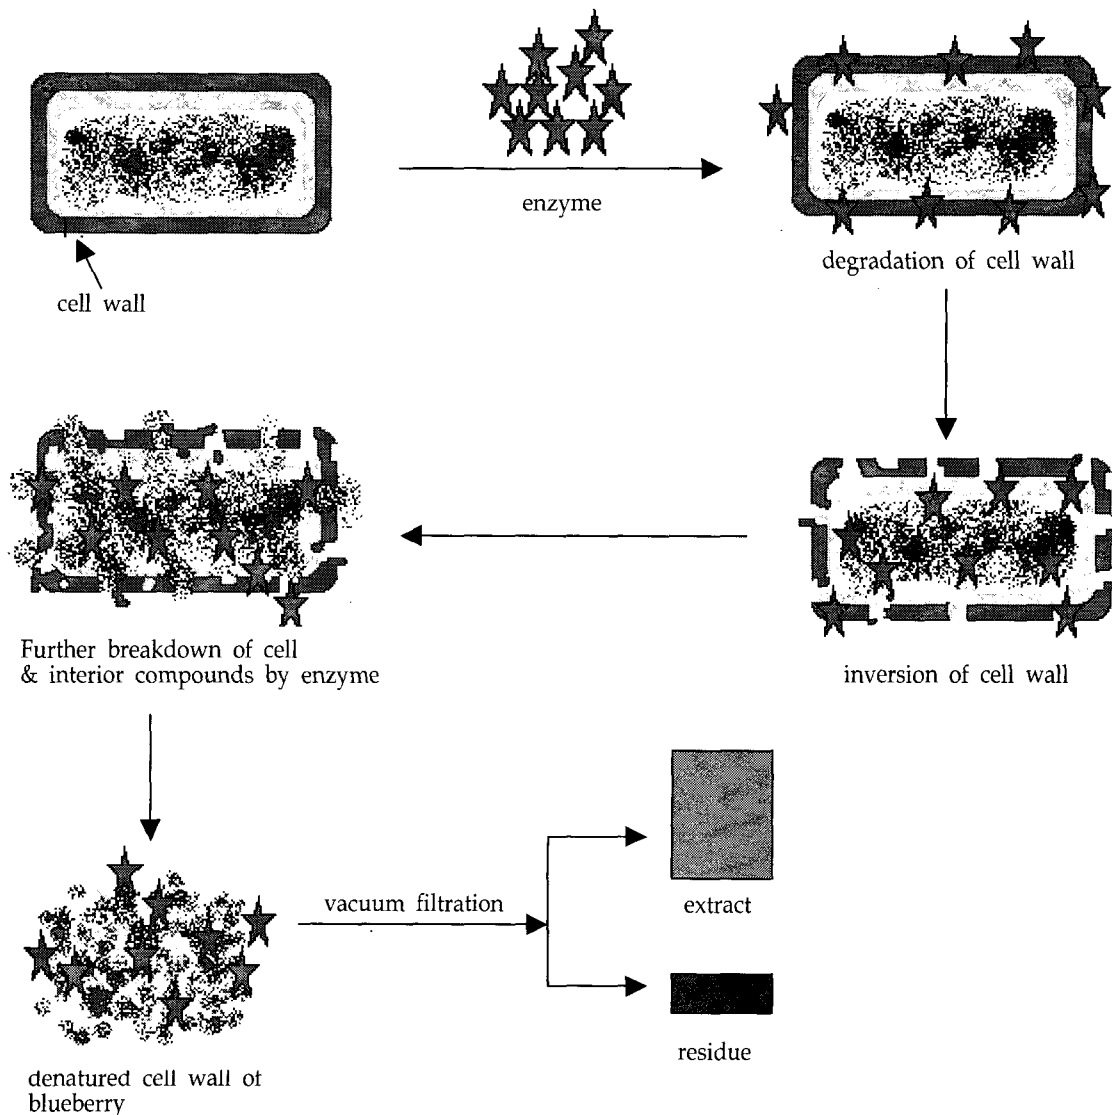 enzyme
cell wall
degradation of cell wall
inversion of cell wall
Further breakdown of cell
& interior compounds by enzyme
denatured cell wall of
blueberry
vacuum filtration
extract
residue